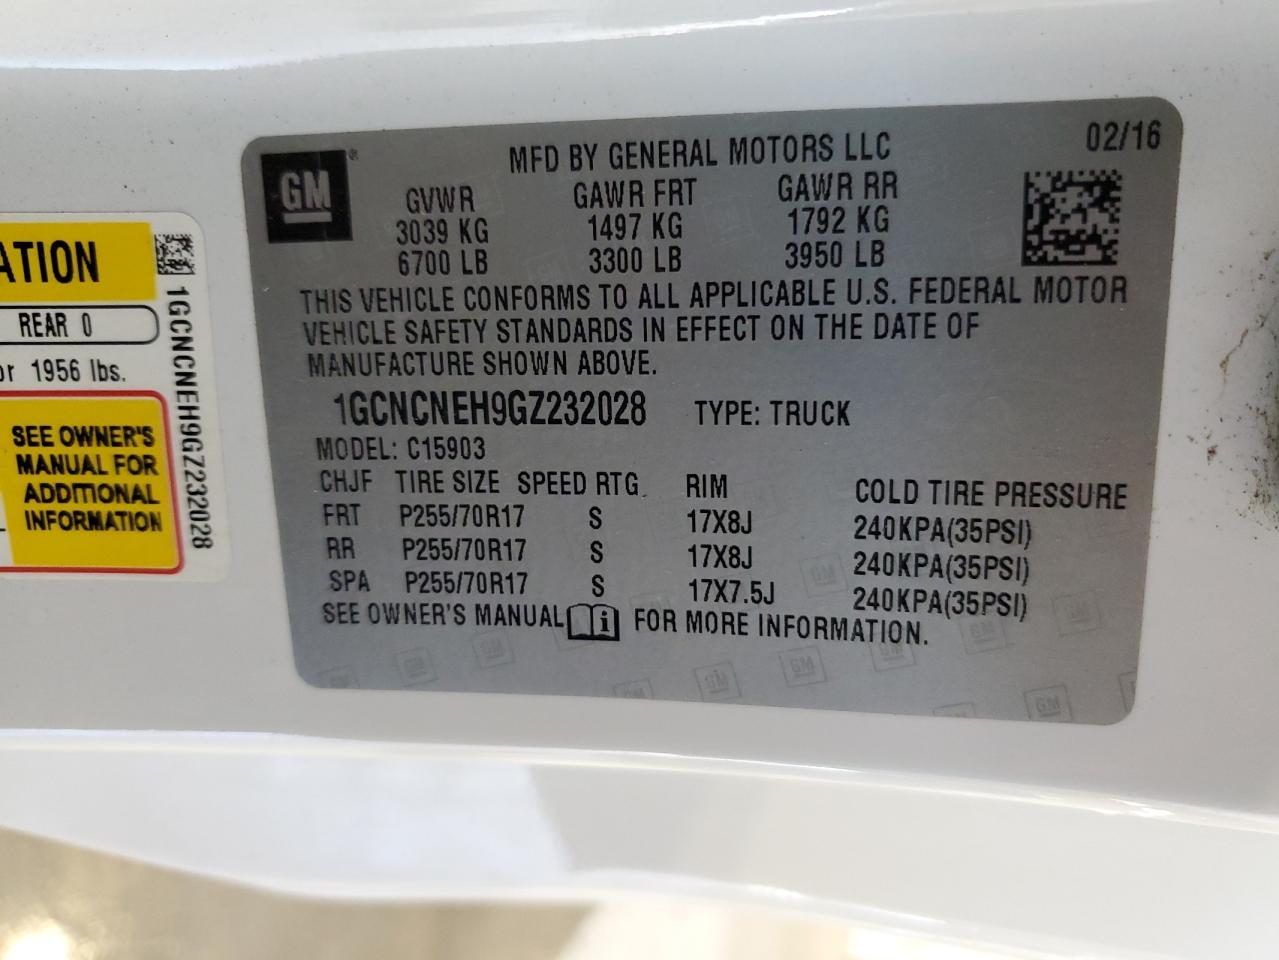 MFD BY GENERAL MOTORS LLC 02/16
GM
GVWR GAWR FRT GAWR RR
3039 KG 1497 KG 1792 KG
6700 LB 3300 LB 3950 LB
THIS VEHICLE CONFORMS TO ALL APPLICABLE U.S. FEDERAL MOTOR
VEHICLE SAFETY STANDARDS IN EFFECT ON THE DATE OF
MANUFACTURE SHOWN ABOVE.
1GCNCNEH9GZ232028 TYPE: TRUCK
MODEL: C15903
CHJF TIRE SIZE SPEED RTG RIM COLD TIRE PRESSURE
FRT P255/70R17 S 17X8J 240KPA(35PSI)
RR P255/70R17 S 17X8J 240KPA(35PSI)
SPA P255/70R17 S 17X7.5J 240KPA(35PSI)
SEE OWNER'S MANUAL i FOR MORE INFORMATION.
ATION
REAR 0
or 1956 lbs.
SEE OWNER'S
MANUAL FOR
ADDITIONAL
INFORMATION
1GCNCNEH9GZ232028